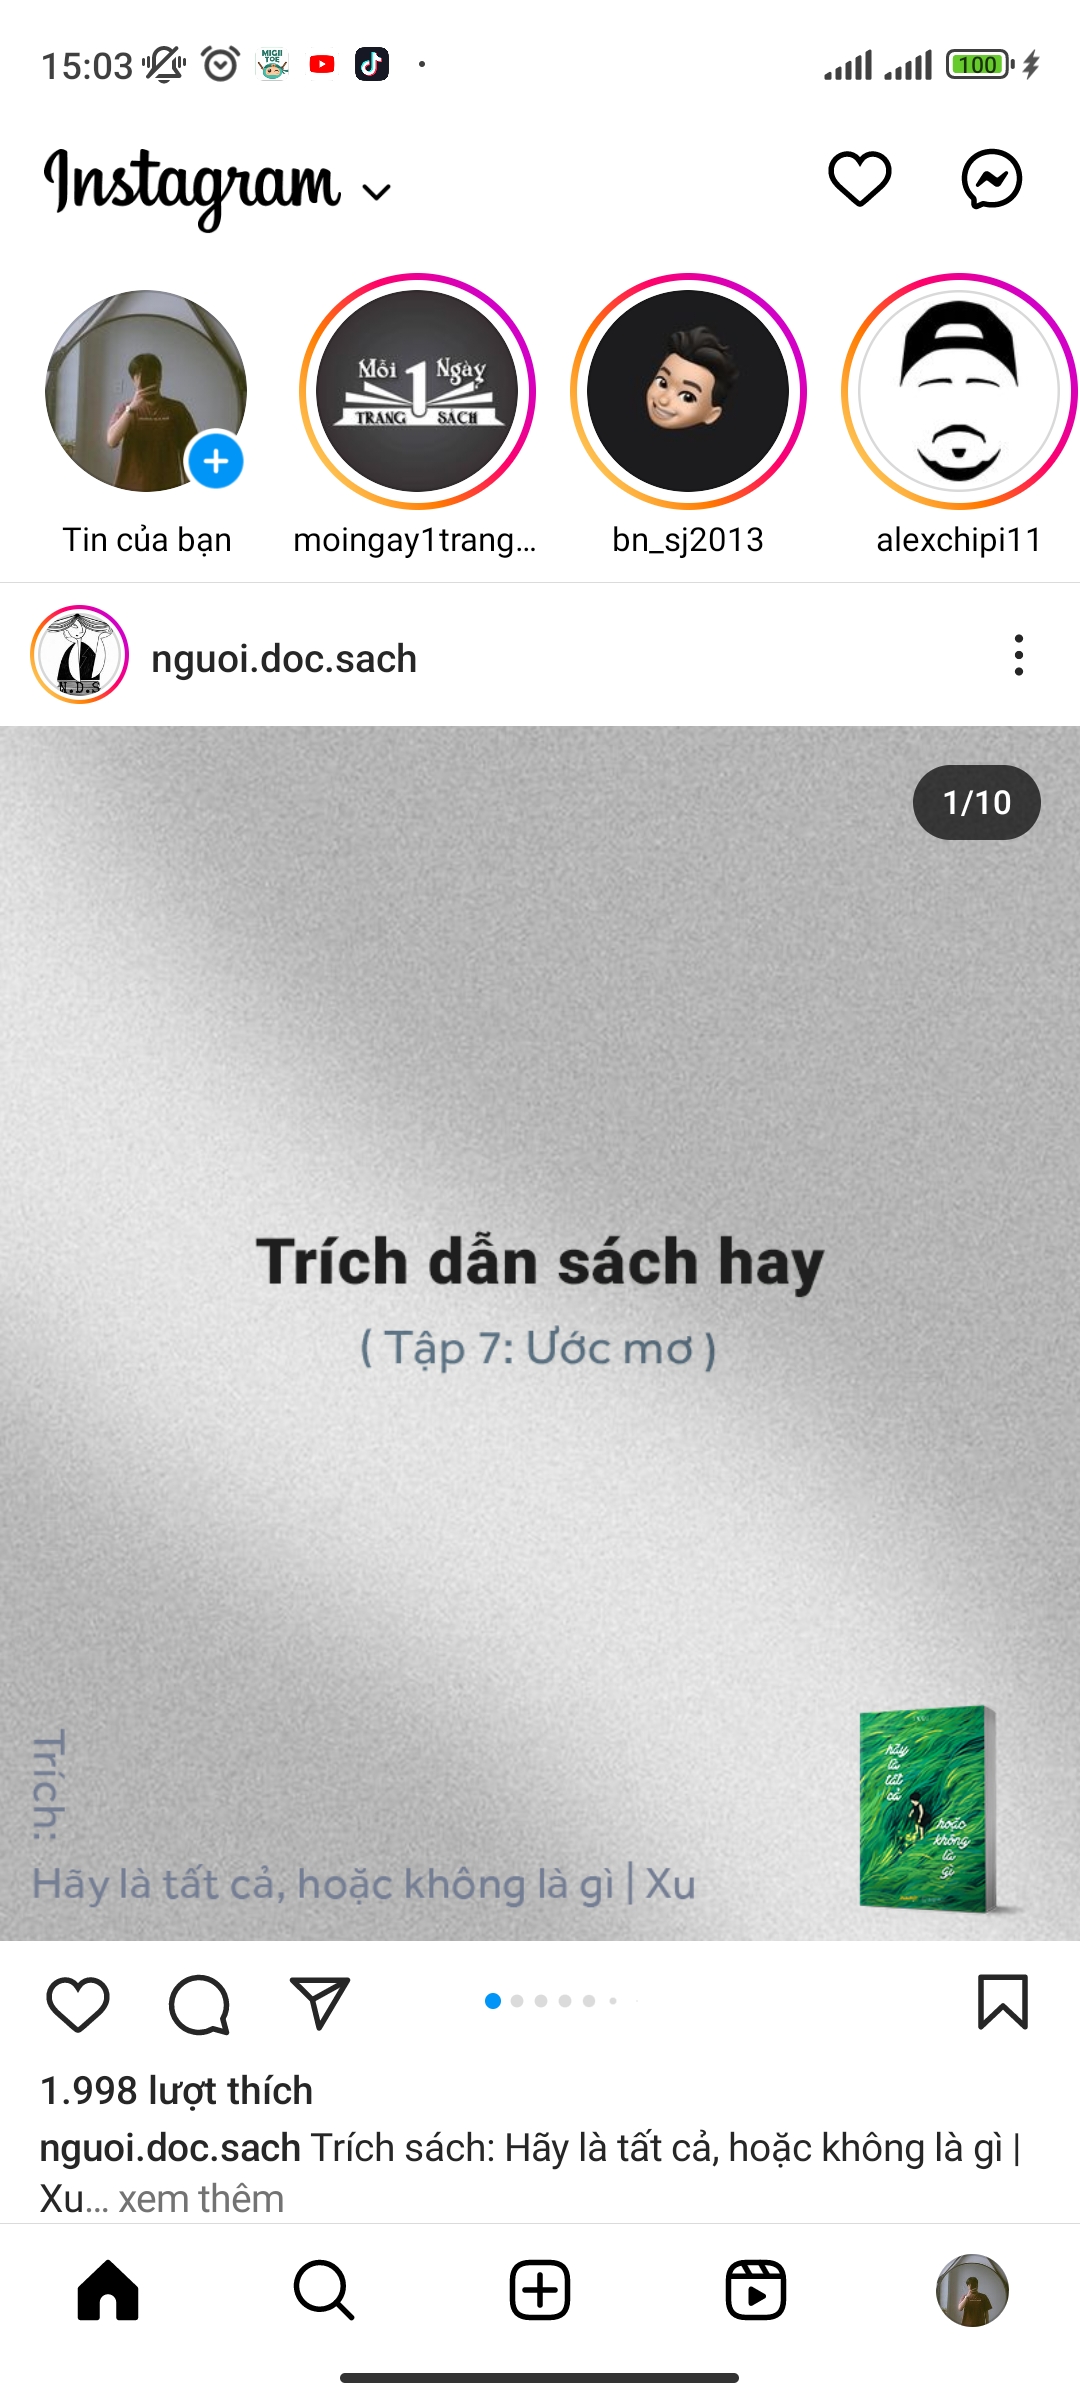 15:03
MIGII
TOE
100
Instagram
Mỗi 1 Ngày
TRANG SÁCH
Tin của bạn
moingay1trang...
bn_sj2013
alexchipi11
N.D.S
nguoi.doc.sach
1/10
Trích dẫn sách hay
( Tập 7: Ước mơ )
Trích:
Hãy là tất cả, hoặc không là gì | Xu
hãy
là
tất
cả
hoặc
không
là
gì
1.998 lượt thích
nguoi.doc.sach Trích sách: Hãy là tất cả, hoặc không là gì |
Xu... xem thêm